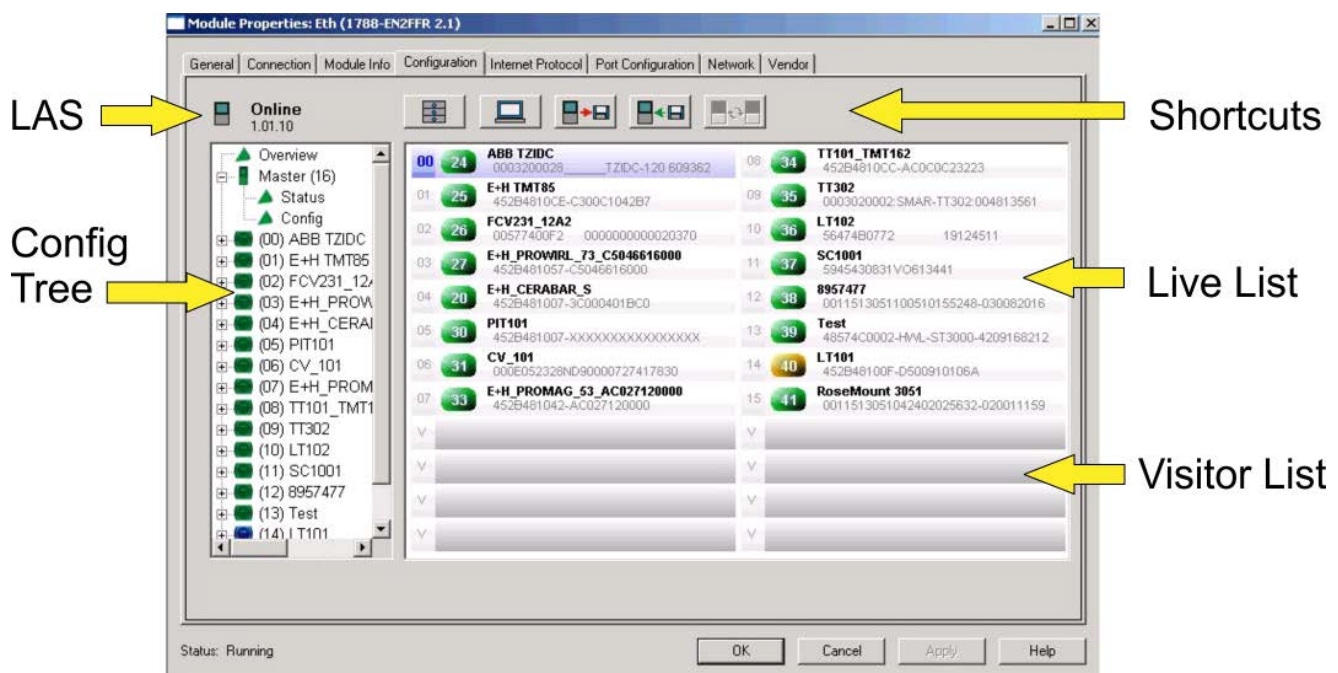 Module Properties: Eth (1788-EN2FFR 2.1)
General
Connection
Module Info
Configuration
Internet Protocol
Port Configuration
Network
Vendor
LAS
Online
1.01.10
Shortcuts
Config
Tree
Overview
Master (16)
Status
Config
(00) ABB TZIDC
(01) E+H TMT85
(02) FCV231_12A
(03) E+H_PROW
(04) E+H_CERAI
(05) PIT101
(06) CV_101
(07) E+H_PROM
(08) TT101_TMT1
(09) TT302
(10) LT102
(11) SC1001
(12) 8957477
(13) Test
(14) LT101
00 24 ABB TZIDC
0003200028______TZIDC-120 609362
01 25 E+H TMT85
452B4810CE-C300C1042B7
02 26 FCV231_12A2
00577400F2 0000000000020370
03 27 E+H_PROWIRL_73_C5046616000
452B481057-C5046616000
04 20 E+H_CERABAR_S
452B481007-3C000401BC0
05 30 PIT101
452B481007-XXXXXXXXXXXXXXXX
06 31 CV_101
000E052328ND90000727417830
07 33 E+H_PROMAG_53_AC027120000
452B481042-AC027120000
V
V
V
V
08 34 TT101_TMT162
452B4810CC-AC0C0C23223
09 35 TT302
0003020002:SMAR-TT302:004813561
10 36 LT102
56474B0772 19124511
11 37 SC1001
5945430831VO613441
12 38 8957477
0011513051100510155248-030082016
13 39 Test
48574C0002-HWL-ST3000-4209168212
14 40 LT101
452B48100F-D500910106A
15 41 RoseMount 3051
0011513051042402025632-020011159
V
V
V
V
Live List
Visitor List
Status: Running
OK
Cancel
Apply
Help